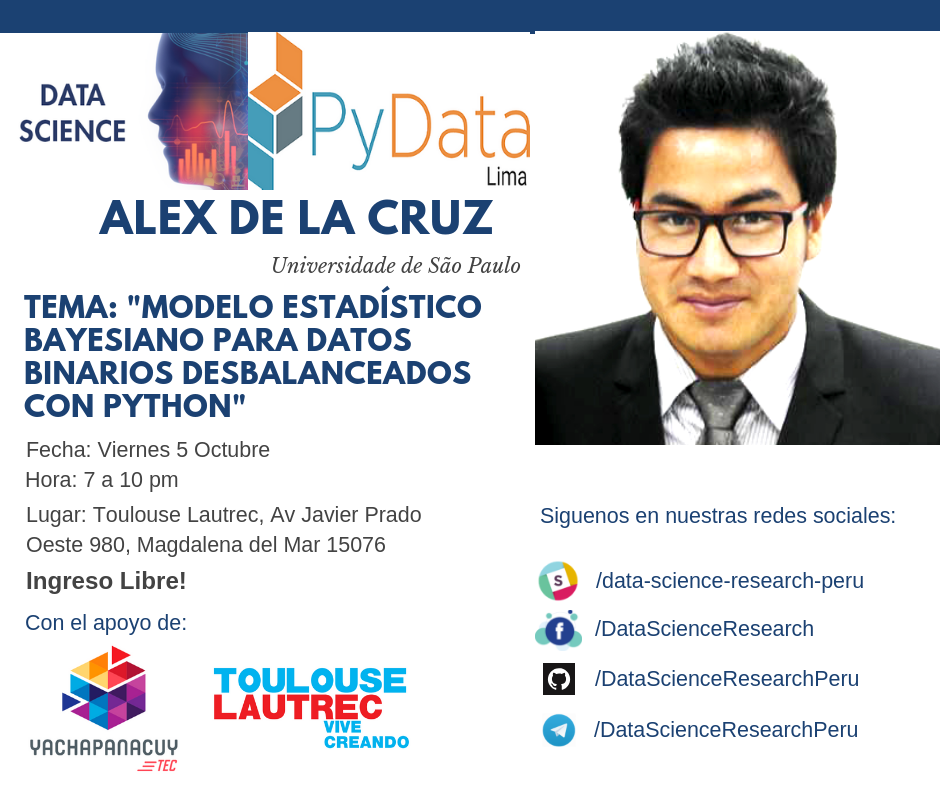 DATA
SCIENCE
PyData
Lima
ALEX DE LA CRUZ
Universidade de São Paulo
TEMA: "MODELO ESTADÍSTICO
BAYESIANO PARA DATOS
BINARIOS DESBALANCEADOS
CON PYTHON"
Fecha: Viernes 5 Octubre
Hora: 7 a 10 pm
Lugar: Toulouse Lautrec, Av Javier Prado
Oeste 980, Magdalena del Mar 15076
Ingreso Libre!
Con el apoyo de:
YACHAPANACUY
TEC
TOULOUSE
LAUTREC
VIVE
CREANDO
Siguenos en nuestras redes sociales:
S
/data-science-research-peru
f
/DataScienceResearch
/DataScienceResearchPeru
/DataScienceResearchPeru